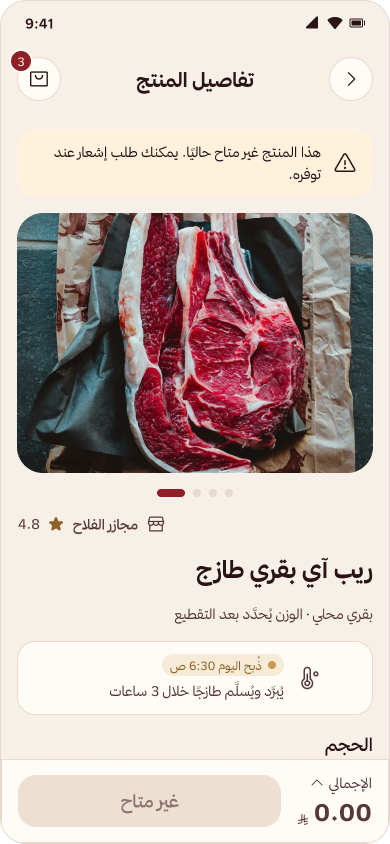 9:41
3
تفاصيل المنتج
هذا المنتج غير متاح حاليًا. يمكنك طلب إشعار عند
توفره.
مجازر الفلاح 4.8
ريب آي بقري طازج
بقري محلي · الوزن يُحدَّد بعد التقطيع
ذُبح اليوم 6:30 ص
يُبرَّد ويُسلَّم طازجًا خلال 3 ساعات
الحجم
الإجمالي
0.00
غير متاح